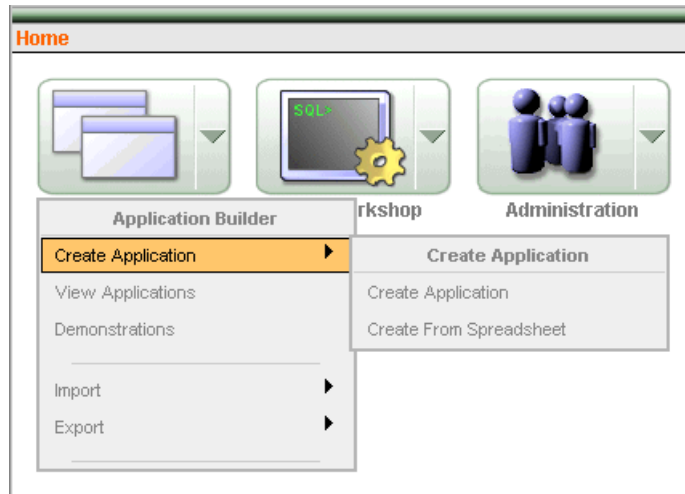 Home
SQL>
rkshop
Administration
Application Builder
Create Application
View Applications
Demonstrations
Import
Export
Create Application
Create Application
Create From Spreadsheet